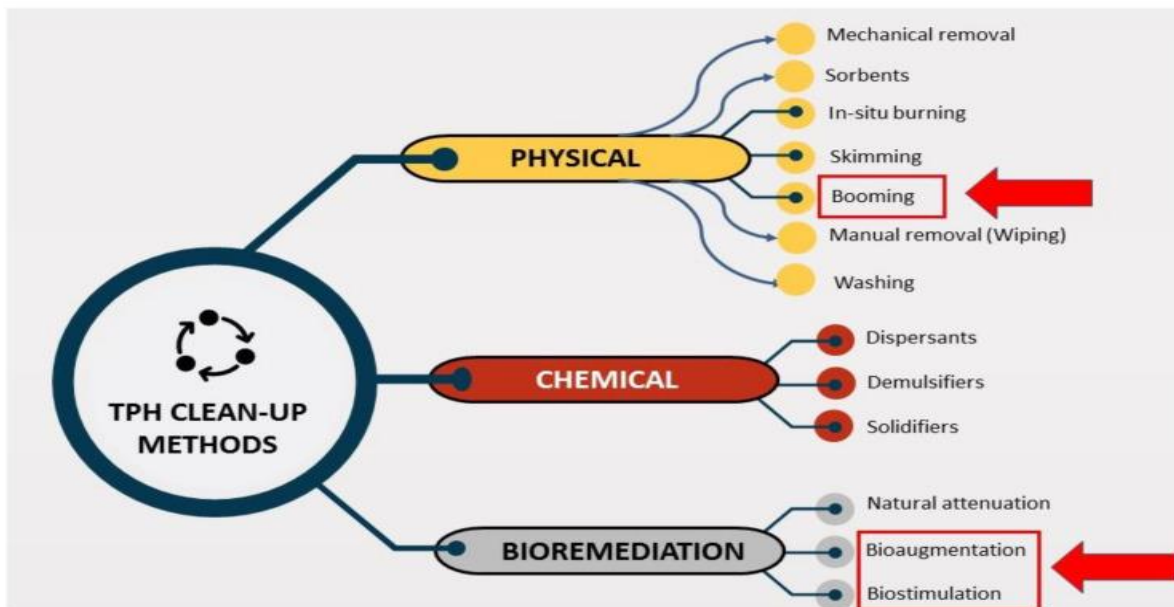 Mechanical removal
Sorbents
In-situ burning
PHYSICAL
Skimming
Booming
Manual removal (Wiping)
Washing
TPH CLEAN-UP
METHODS
CHEMICAL
Dispersants
Demulsifiers
Solidifiers
BIOREMEDIATION
Natural attenuation
Bioaugmentation
Biostimulation